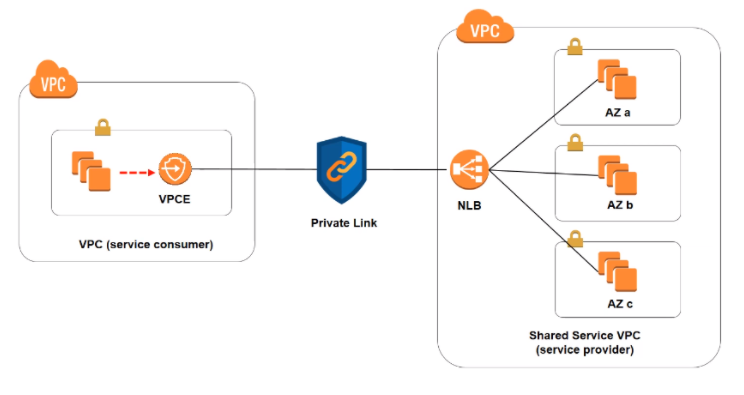 VPC
VPC
AZ a
VPCE
Private Link
NLB
AZ b
VPC (service consumer)
AZ c
Shared Service VPC
(service provider)